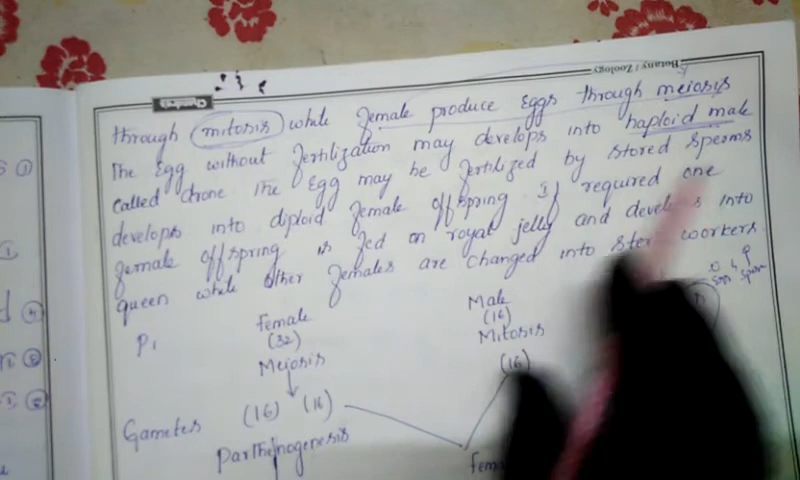 Botany/Zoology
through mitosis while female produce Eggs through meiosis
The Egg without fertilization may develops into haploid male
called drone The Egg may be fertilized by stored sperms
develops into diploid female offspring If required one
female offspring is fed on royal jelly and into
queen while other females are changed into workers
P1
Female
(32)
Meiosis
Male
(16)
Mitosis
Gametes (16) (16)
(16)
Parthenogenesis